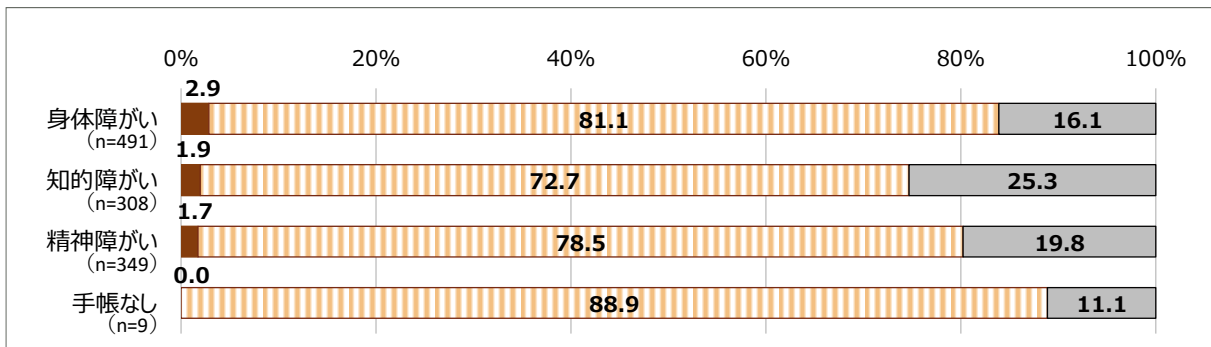 0% 20% 40% 60% 80% 100%
2.9
身体障がい 81.1 16.1
（n=491）
1.9
知的障がい 72.7 25.3
（n=308）
1.7
精神障がい 78.5 19.8
（n=349）
0.0
手帳なし 88.9 11.1
（n=9）